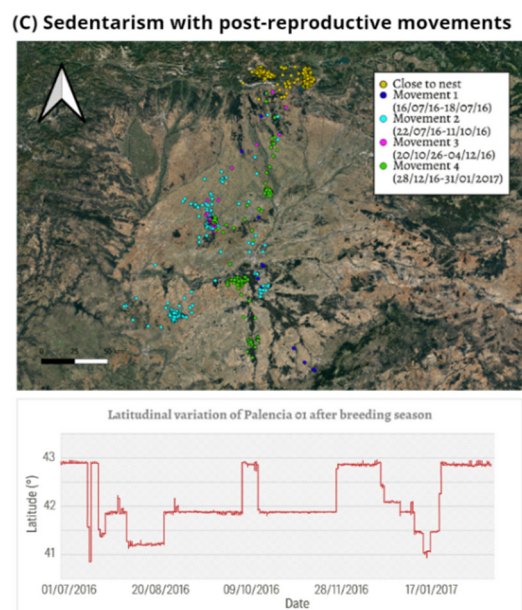 (C) Sedentarism with post-reproductive movements
Close to nest
Movement 1
(16/07/16-18/07/16)
Movement 2
(22/07/16-11/10/16)
Movement 3
(20/10/26-04/12/16)
Movement 4
(28/12/16-31/01/2017)
25
50
Latitudinal variation of Palencia 01 after breeding season
Latitude (°)
43
42
41
01/07/2016
20/08/2016
09/10/2016
28/11/2016
17/01/2017
Date